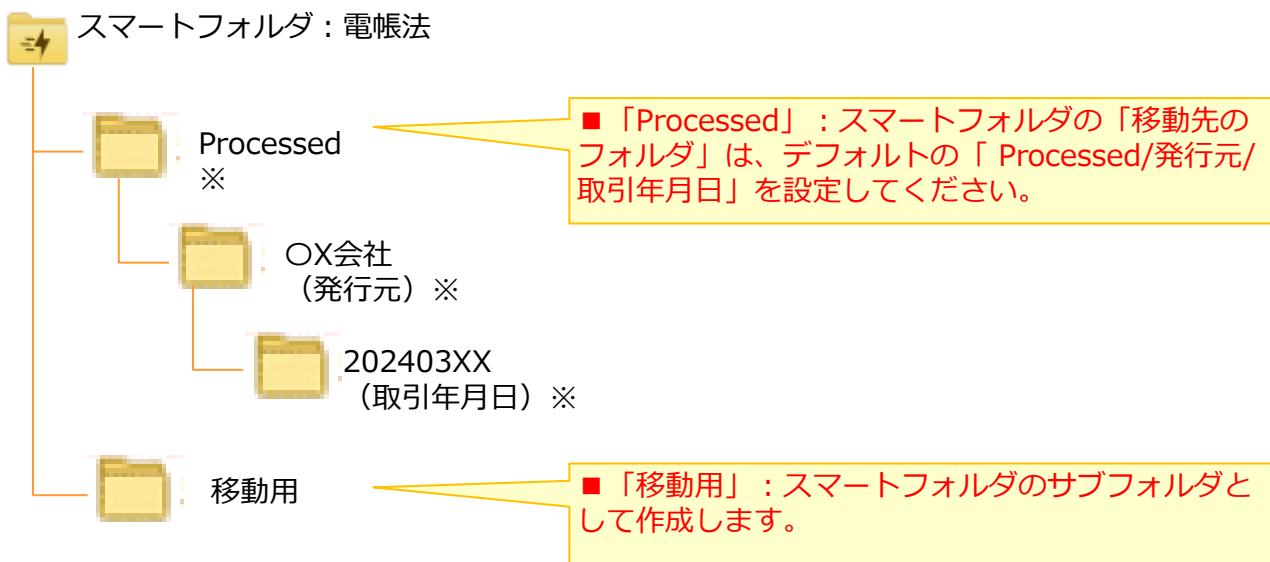 スマートフォルダ：電帳法
Processed
※
■「Processed」：スマートフォルダの「移動先の
フォルダ」は、デフォルトの「 Processed/発行元/
取引年月日」を設定してください。
〇X会社
（発行元）※
202403XX
（取引年月日）※
移動用
■「移動用」：スマートフォルダのサブフォルダと
して作成します。